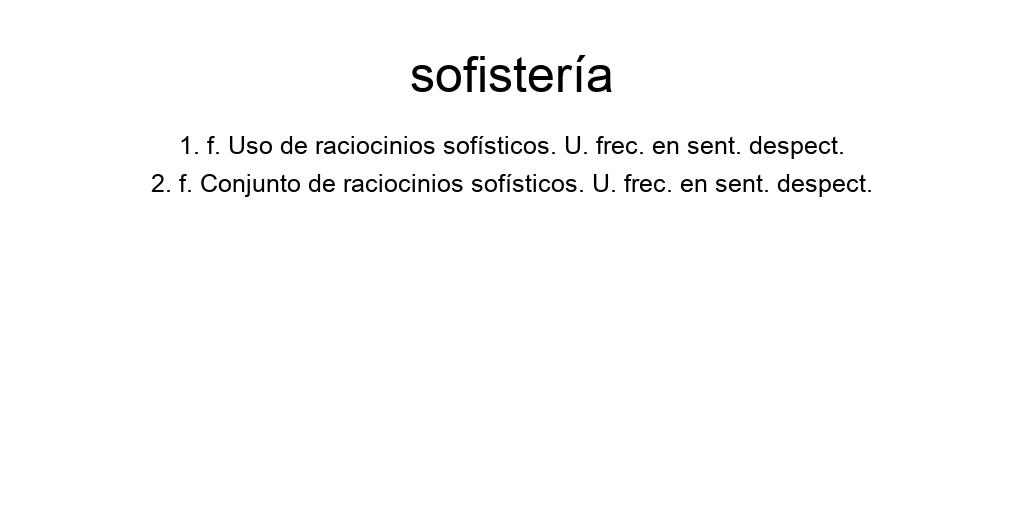 sofistería
1. f. Uso de raciocinios sofísticos. U. frec. en sent. despect.
2. f. Conjunto de raciocinios sofísticos. U. frec. en sent. despect.